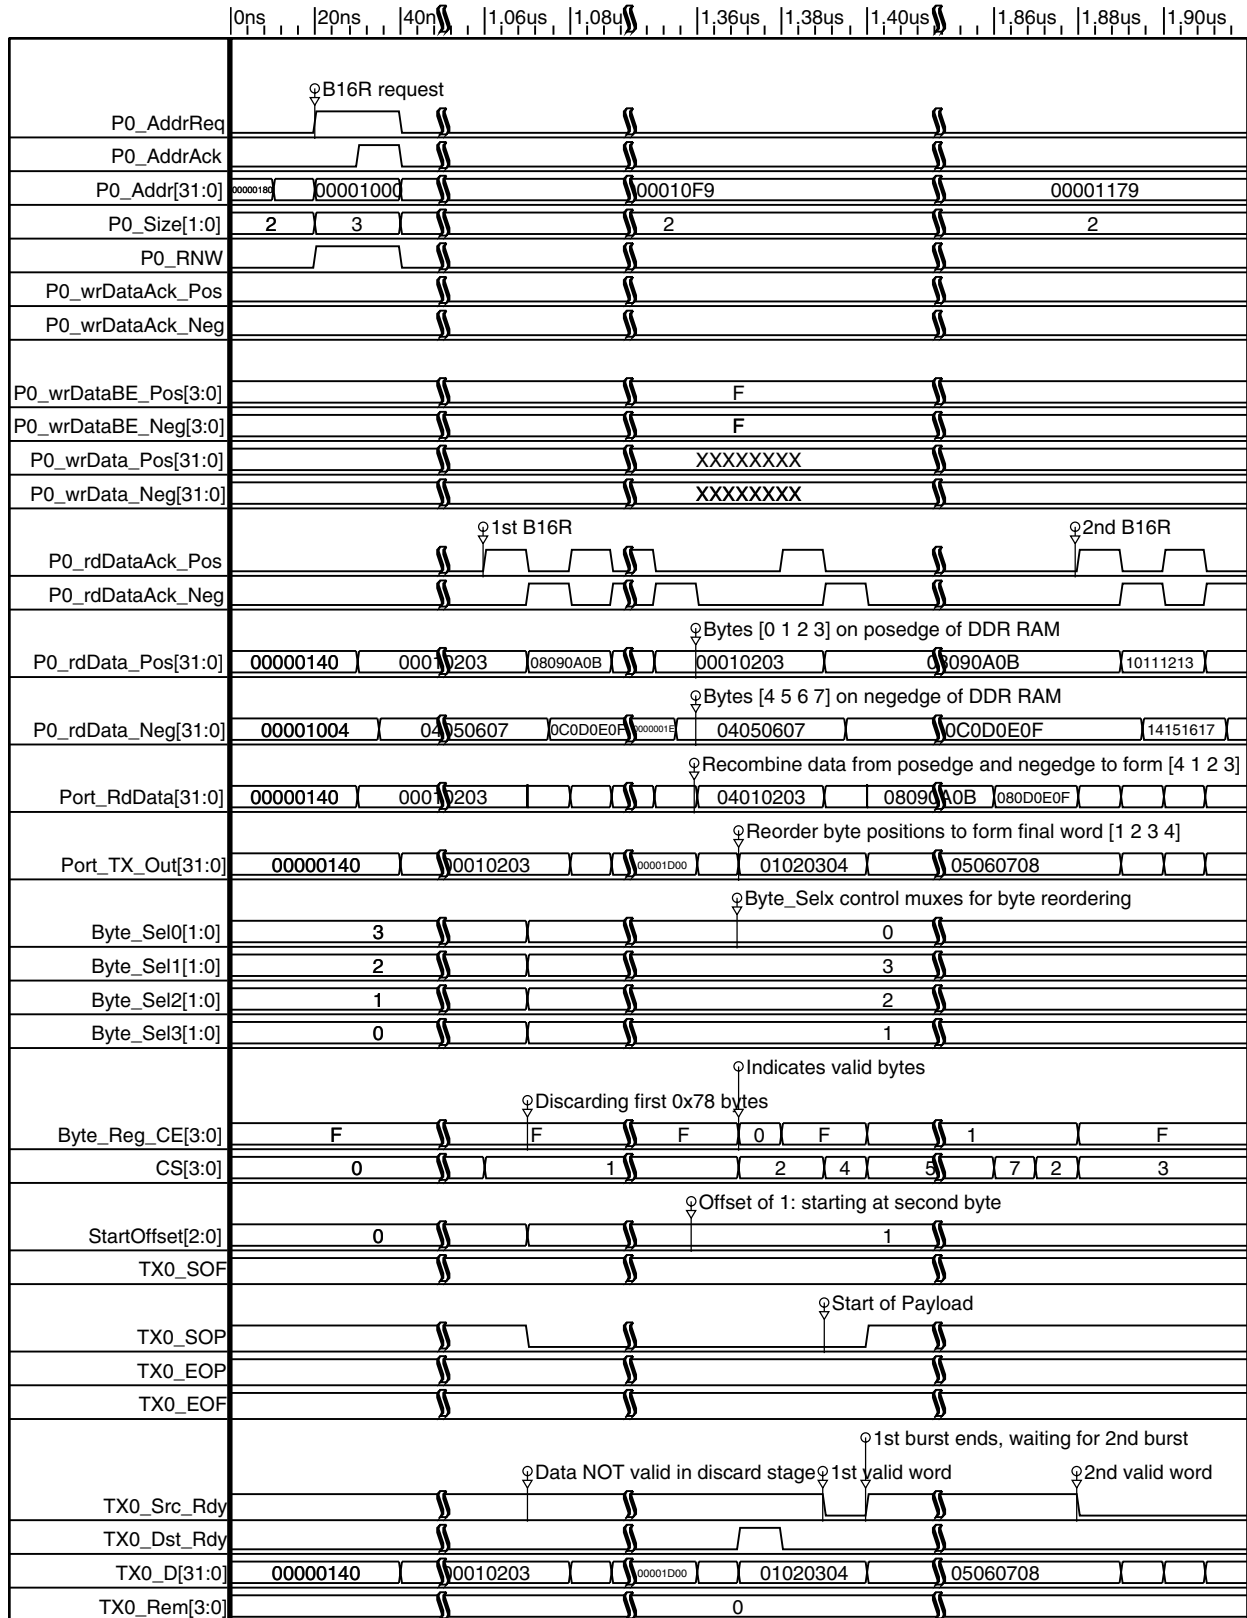 0ns 20ns 40n 1.06us 1.08u 1.36us 1.38us 1.40us 1.86us 1.88us 1.90us
B16R request
P0_AddrReq
P0_AddrAck
P0_Addr[31:0] 00000180 00001000 00010F9 00001179
P0_Size[1:0] 2 3 2 2
P0_RNW
P0_wrDataAck_Pos
P0_wrDataAck_Neg
P0_wrDataBE_Pos[3:0] F
P0_wrDataBE_Neg[3:0] F
P0_wrData_Pos[31:0] XXXXXXXX
P0_wrData_Neg[31:0] XXXXXXXX
1st B16R 2nd B16R
P0_rdDataAck_Pos
P0_rdDataAck_Neg
Bytes [0 1 2 3] on posedge of DDR RAM
P0_rdData_Pos[31:0] 00000140 00010203 08090A0B 00010203 08090A0B 10111213
Bytes [4 5 6 7] on negedge of DDR RAM
P0_rdData_Neg[31:0] 00001004 04050607 0C0D0E0F 0000001E 04050607 0C0D0E0F 14151617
Recombine data from posedge and negedge to form [4 1 2 3]
Port_RdData[31:0] 00000140 00010203 04010203 08090A0B 080D0E0F
Reorder byte positions to form final word [1 2 3 4]
Port_TX_Out[31:0] 00000140 00010203 00001D00 01020304 05060708
Byte_Selx control muxes for byte reordering
Byte_Sel0[1:0] 3 0
Byte_Sel1[1:0] 2 3
Byte_Sel2[1:0] 1 2
Byte_Sel3[1:0] 0 1
Indicates valid bytes
Discarding first 0x78 bytes
Byte_Reg_CE[3:0] F F F 0 F 1 F
CS[3:0] 0 1 2 4 5 7 2 3
Offset of 1: starting at second byte
StartOffset[2:0] 0 1
TX0_SOF
Start of Payload
TX0_SOP
TX0_EOP
TX0_EOF
1st burst ends, waiting for 2nd burst
Data NOT valid in discard stage 1st valid word 2nd valid word
TX0_Src_Rdy
TX0_Dst_Rdy
TX0_D[31:0] 00000140 00010203 00001D00 01020304 05060708
TX0_Rem[3:0] 0